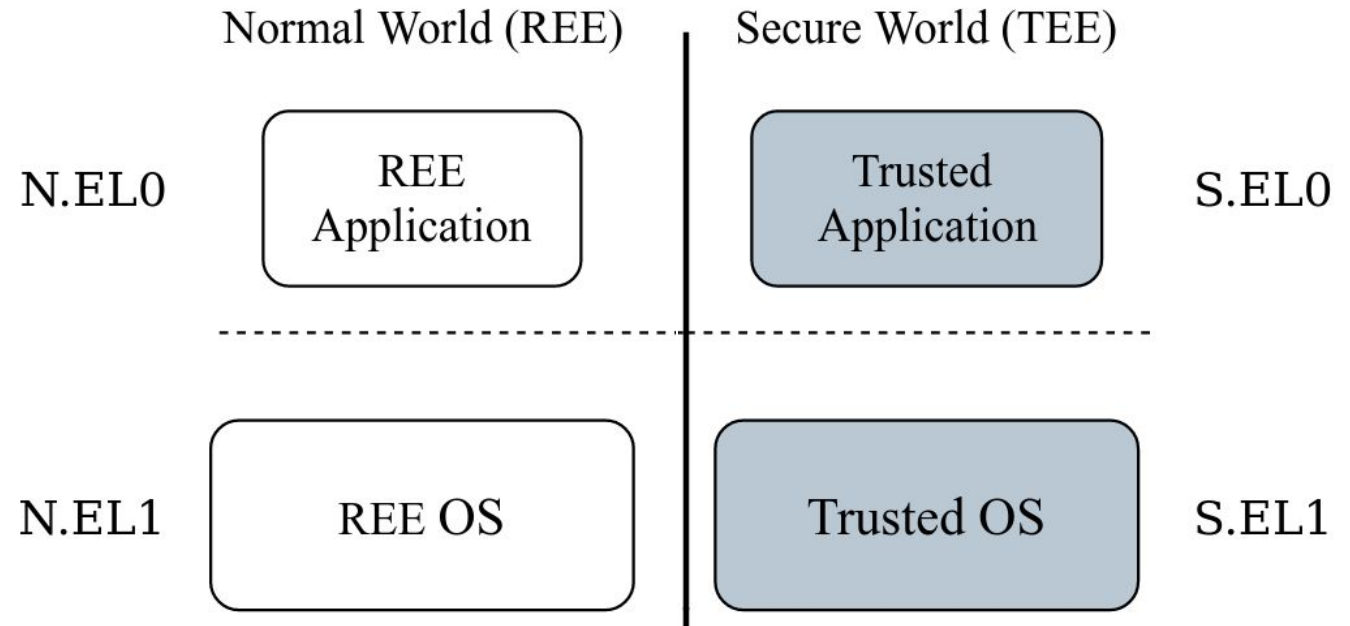 Normal World (REE)
Secure World (TEE)
N.EL0
REE
Application
Trusted
Application
S.EL0
N.EL1
REE OS
Trusted OS
S.EL1